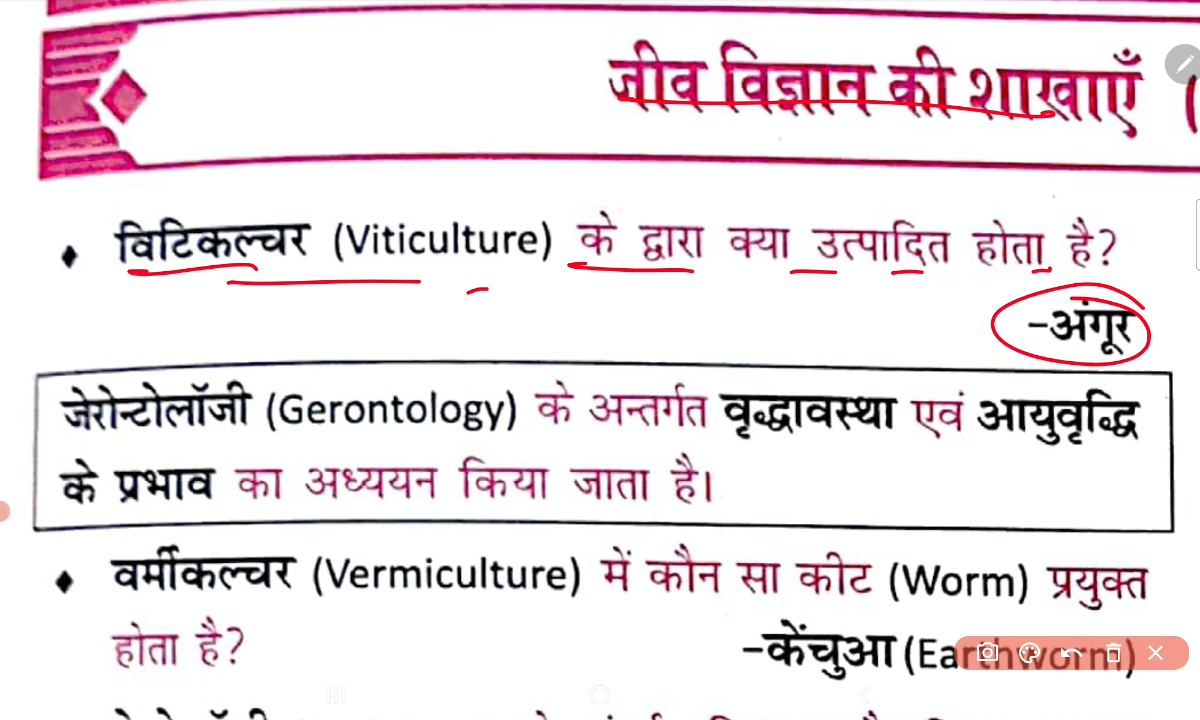 जीव विज्ञान की शाखाएँ (
विटिकल्चर (Viticulture) के द्वारा क्या उत्पादित होता है?
-अंगूर
जेरोन्टोलॉजी (Gerontology) के अन्तर्गत वृद्धावस्था एवं आयुवृद्धि
के प्रभाव का अध्ययन किया जाता है।
वर्मीकल्चर (Vermiculture) में कौन सा कीट (Worm) प्रयुक्त
होता है?
-केंचुआ (Earthworm)